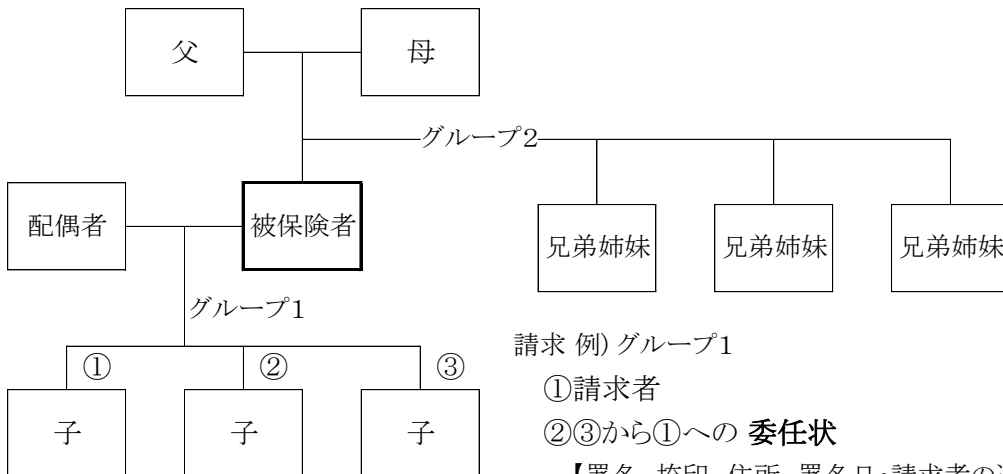 父
母
グループ2
配偶者
被保険者
兄弟姉妹
兄弟姉妹
兄弟姉妹
グループ1
①
②
③
子
子
子
請求 例)グループ1
①請求者
②③から①への 委任状